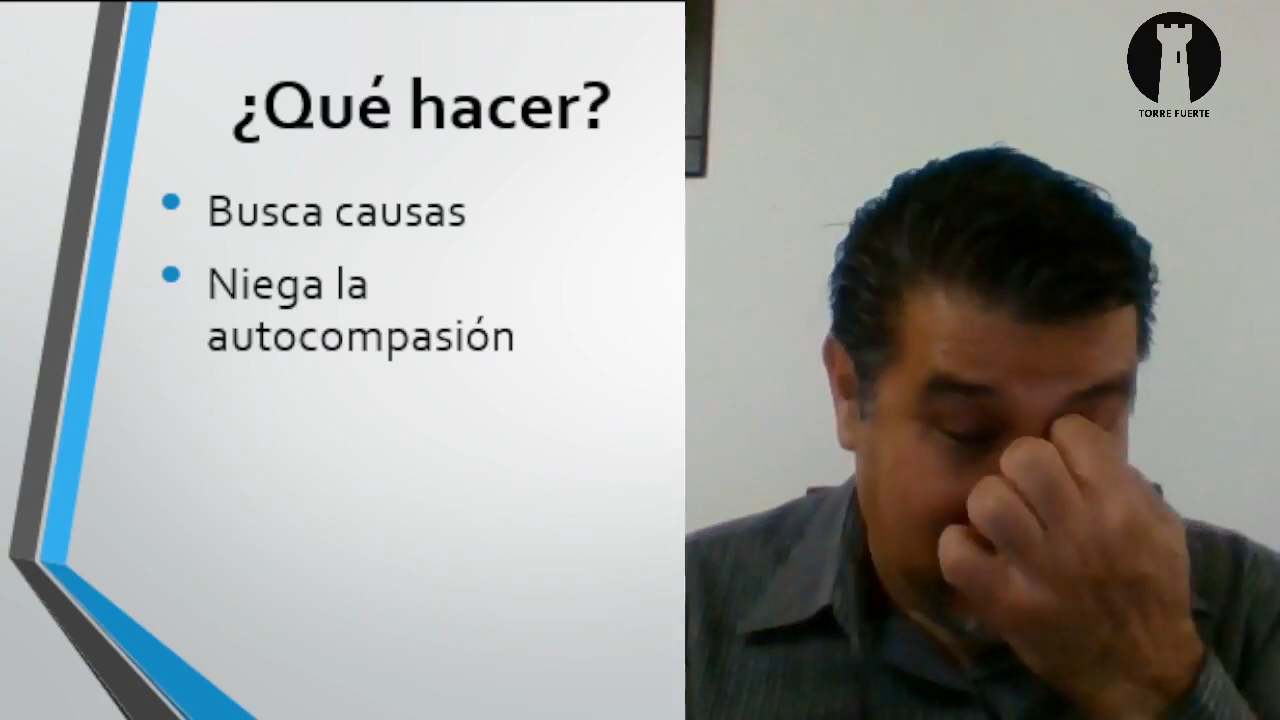 ¿Qué hacer?
Busca causas
Niega la
autocompasión
TORRE FUERTE